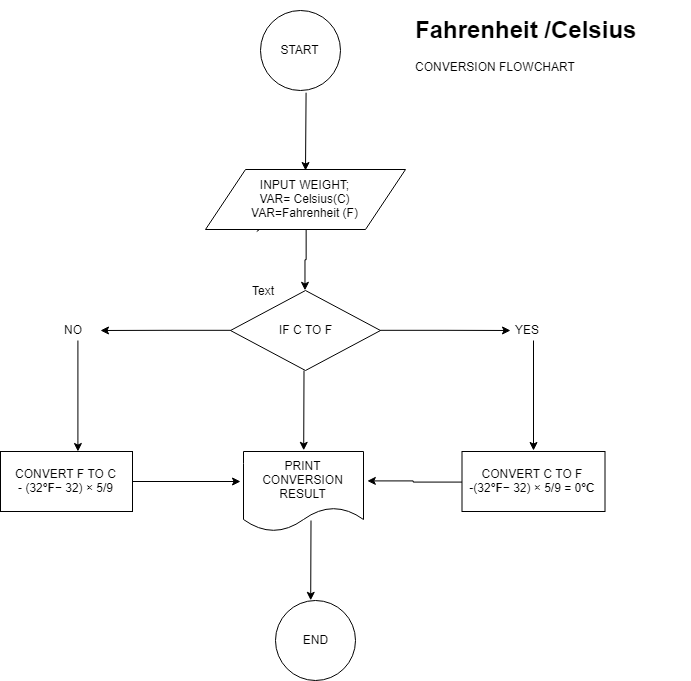 Fahrenheit /Celsius
CONVERSION FLOWCHART
START
INPUT WEIGHT;
VAR= Celsius(C)
VAR=Fahrenheit (F)
Text
IF C TO F
NO
YES
CONVERT F TO C
- (32°F− 32) × 5/9
PRINT
CONVERSION
RESULT
CONVERT C TO F
-(32°F− 32) × 5/9 = 0°C
END